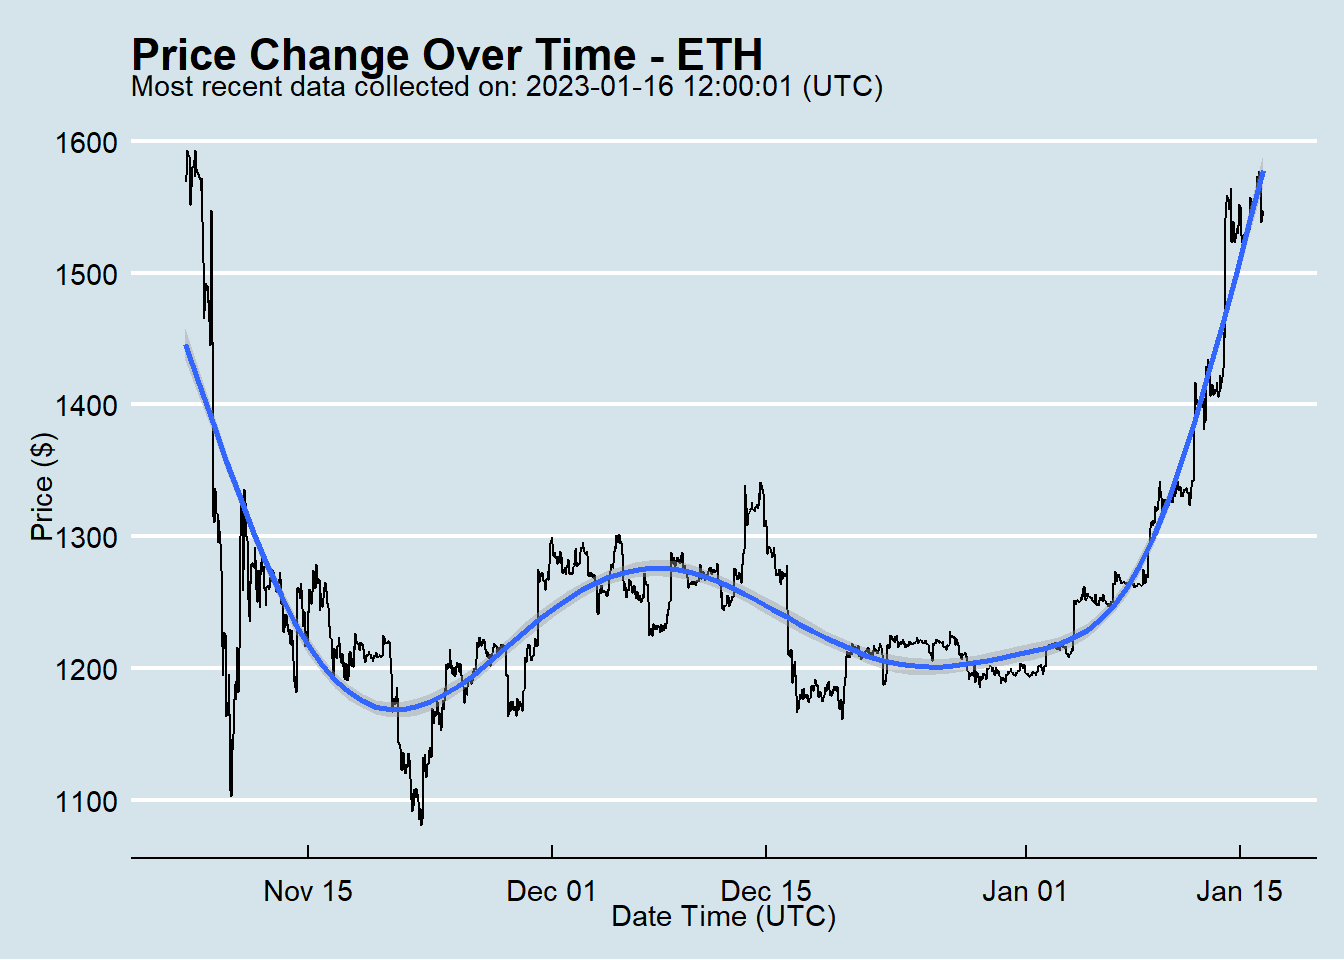 Price Change Over Time - ETH
Most recent data collected on: 2023-01-16 12:00:01 (UTC)
1600
1500
1400
1300
1200
1100
Price ($)
Nov 15
Dec 01
Dec 15
Jan 01
Jan 15
Date Time (UTC)